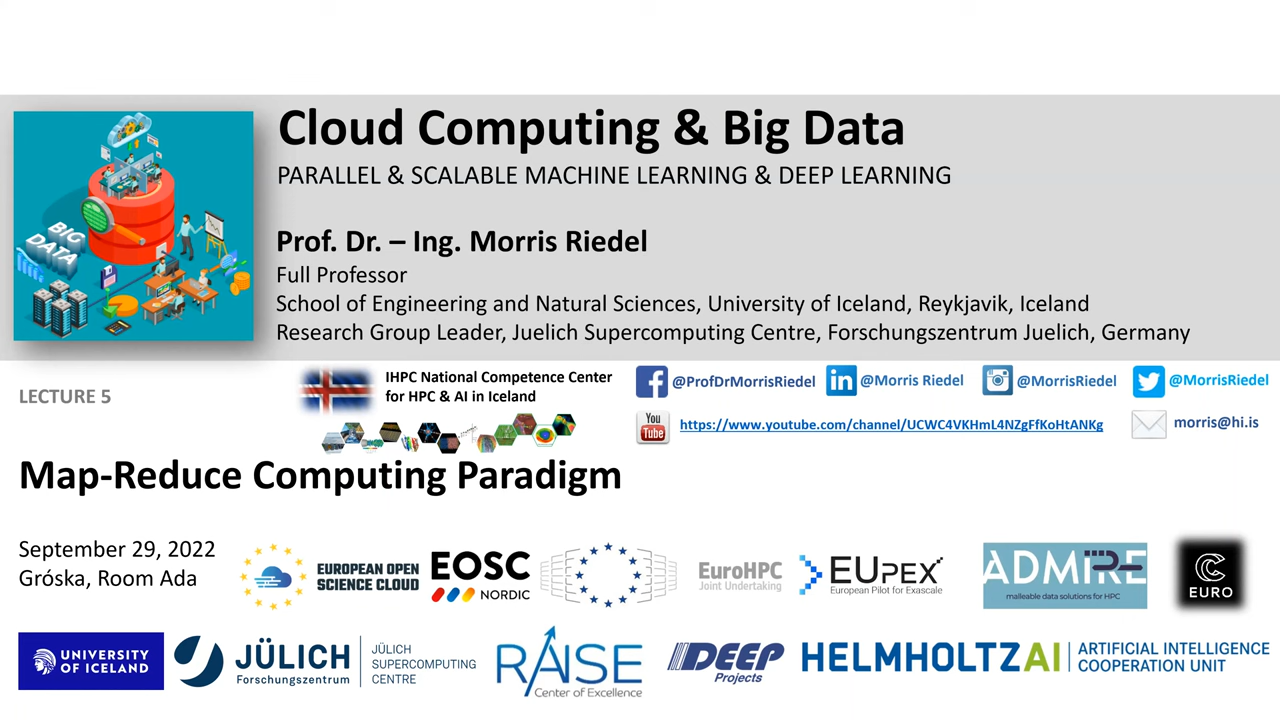 Cloud Computing & Big Data
PARALLEL & SCALABLE MACHINE LEARNING & DEEP LEARNING
BIG
DATA
Prof. Dr. – Ing. Morris Riedel
Full Professor
School of Engineering and Natural Sciences, University of Iceland, Reykjavik, Iceland
Research Group Leader, Juelich Supercomputing Centre, Forschungszentrum Juelich, Germany
LECTURE 5
IHPC National Competence Center
for HPC & AI in Iceland
@ProfDrMorrisRiedel
@Morris Riedel
@MorrisRiedel
@MorrisRiedel
You
Tube
https://www.youtube.com/channel/UCWC4VKHmL4NZgFfKoHtANKg
morris@hi.is
Map-Reduce Computing Paradigm
September 29, 2022
Gróska, Room Ada
EUROPEAN OPEN
SCIENCE CLOUD
EOSC
NORDIC
EuroHPC
Joint Undertaking
EUPEX
European Pilot for Exascale
ADMIRE
malleable data solutions for HPC
CC
EURO
UNIVERSITY
OF ICELAND
JÜLICH
Forschungszentrum
JÜLICH
SUPERCOMPUTING
CENTRE
RAISE
Center of Excellence
DEEP
Projects
HELMHOLTZAI
ARTIFICIAL INTELLIGENCE
COOPERATION UNIT